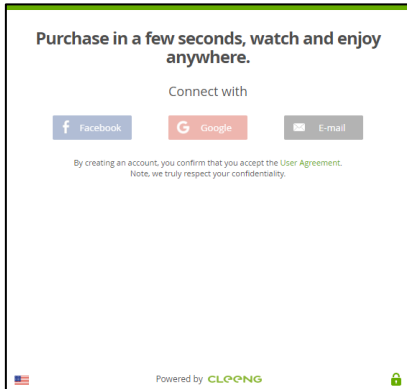 Purchase in a few seconds, watch and enjoy
anywhere.
Connect with
f Facebook
G Google
E-mail
By creating an account, you confirm that you accept the User Agreement.
Note, we truly respect your confidentiality.
Powered by CLEENG